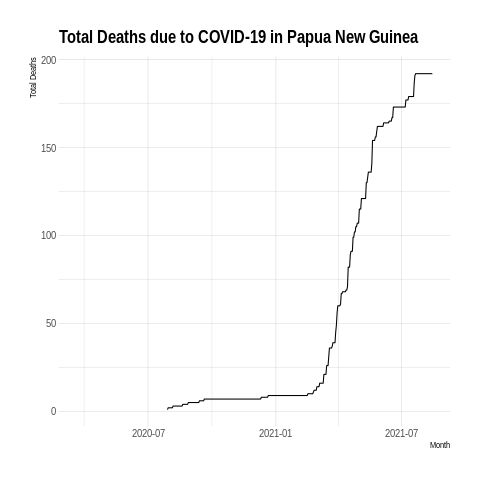 Total Deaths due to COVID-19 in Papua New Guinea
Total Deaths
200
150
100
50
0
2020-07
2021-01
2021-07
Month